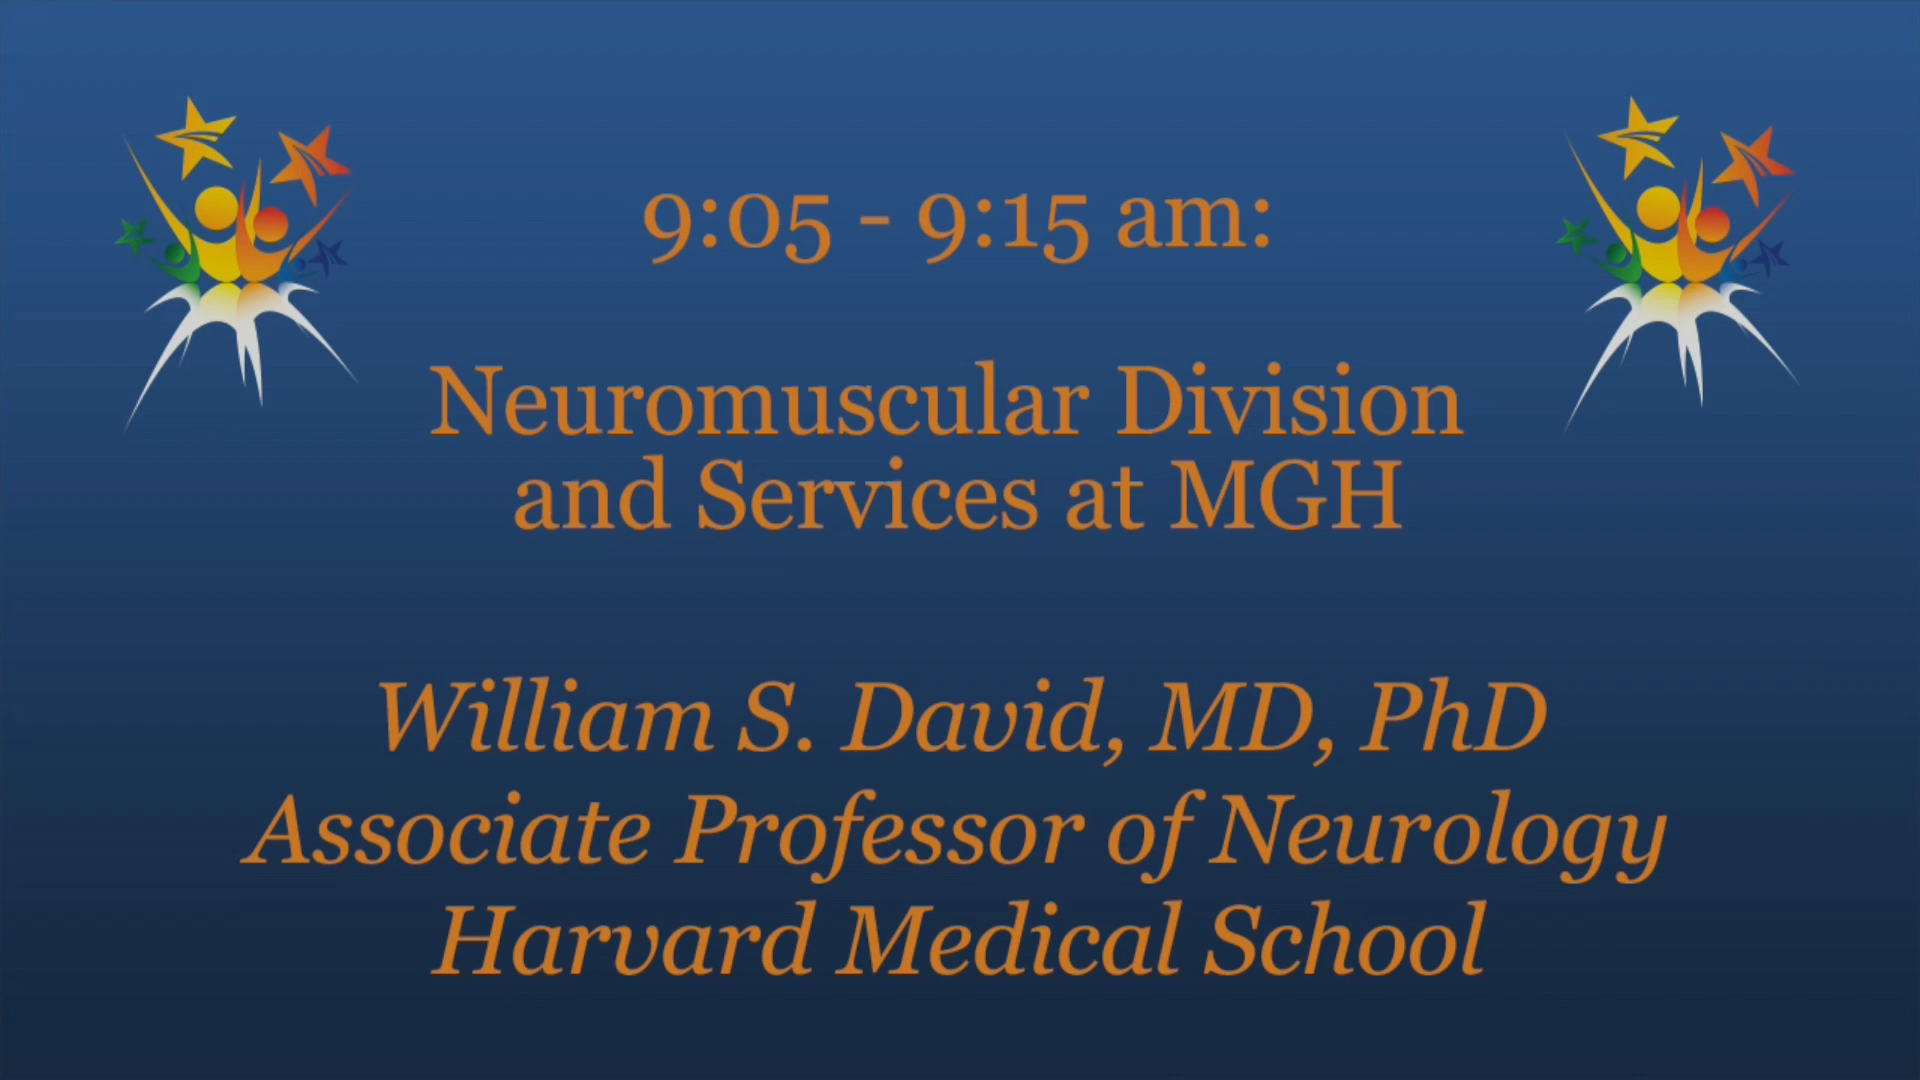 9:05 - 9:15 am:
Neuromuscular Division
and Services at MGH
William S. David, MD, PhD
Associate Professor of Neurology
Harvard Medical School